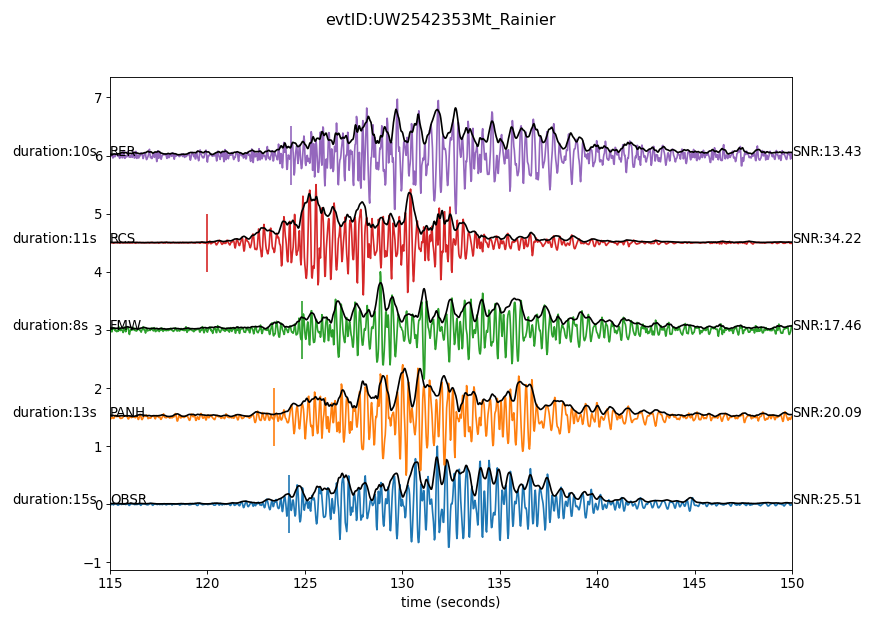 evtID:UW2542353Mt_Rainier
7
duration:10s RER SNR:13.43
6
5
duration:11s RCS SNR:34.22
4
duration:8s FMW SNR:17.46
3
2
duration:13s PANH SNR:20.09
1
duration:15s OBSR SNR:25.51
0
−1
115 120 125 130 135 140 145 150
time (seconds)